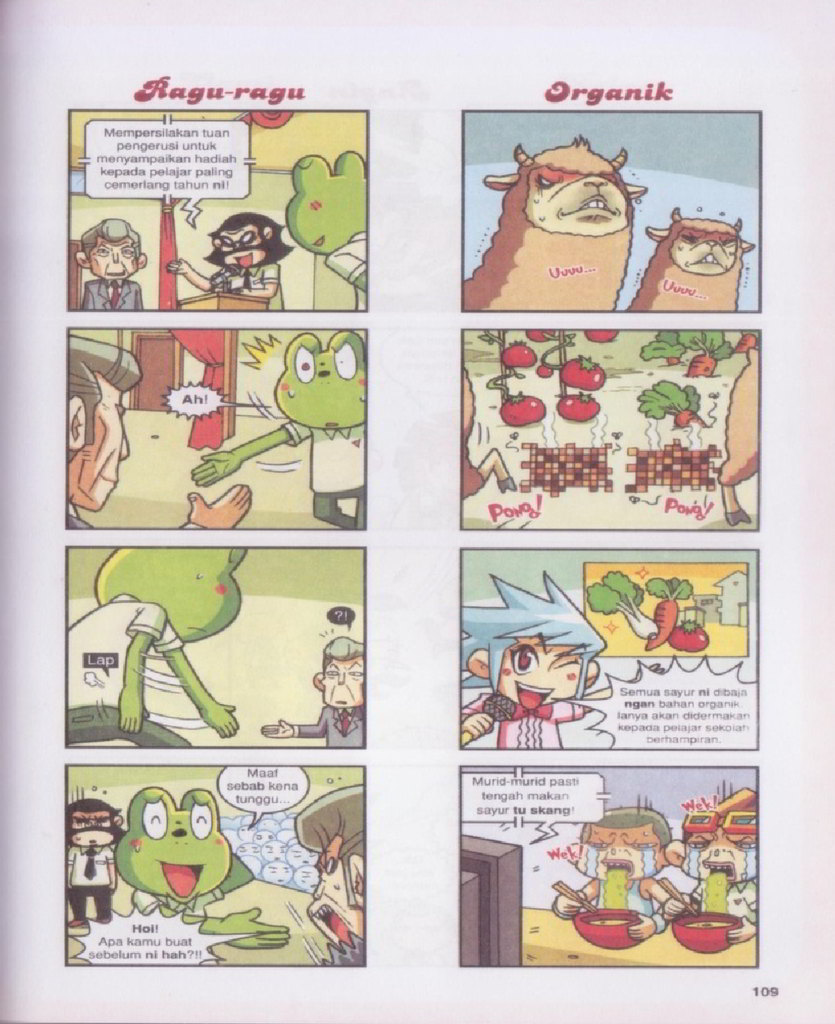 Ragu-ragu
Mempersilakan tuan
pengerusi untuk
menyampaikan hadiah
kepada pelajar paling
cemerlang tahun ni!
Ah!
Lap
?!
Maaf
sebab kena
tunggu...
Hoi!
Apa kamu buat
sebelum ni hah?!!
Organik
Uuuu...
Uuuu...
Pong!
Pong!
Semua sayur ni dibaja
ngan bahan organik.
Ianya akan didermakan
kepada pelajar sekolah
berhampiran.
Murid-murid pasti
tengah makan
sayur tu skang!
Wek!
Wek!
109